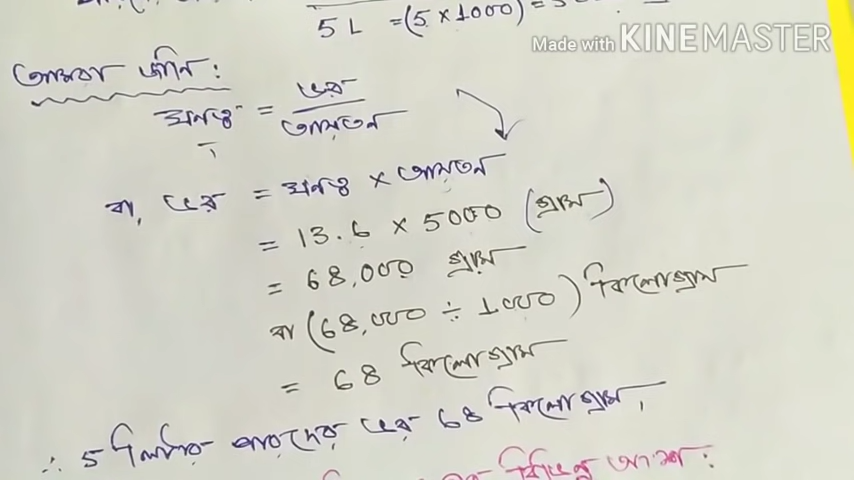 5 L = (5 × 1000) =
Made with KINEMASTER
আমরা জানি:
ঘনত্ব = ভর / আয়তন
বা, ভর = ঘনত্ব × আয়তন
= 13.6 × 5000 (গ্রাম)
= 68,000 গ্রাম
বা (68,000 ÷ 1000) কিলোগ্রাম
= 68 কিলোগ্রাম
∴ 5 লিটার পারদের ভর 68 কিলোগ্রাম।
বিভিন্ন অংশ: